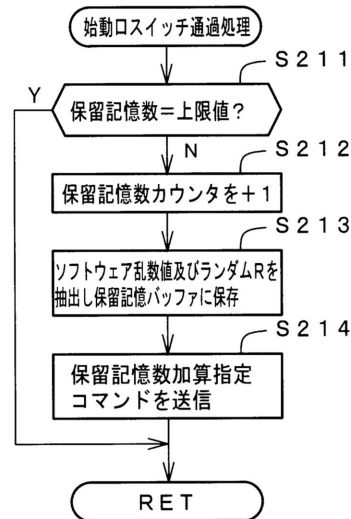 始動口スイッチ通過処理
S211
Y
保留記憶数＝上限値？
N
S212
保留記憶数カウンタを＋1
S213
ソフトウェア乱数値及びランダムRを
抽出し保留記憶バッファに保存
S214
保留記憶数加算指定
コマンドを送信
RET